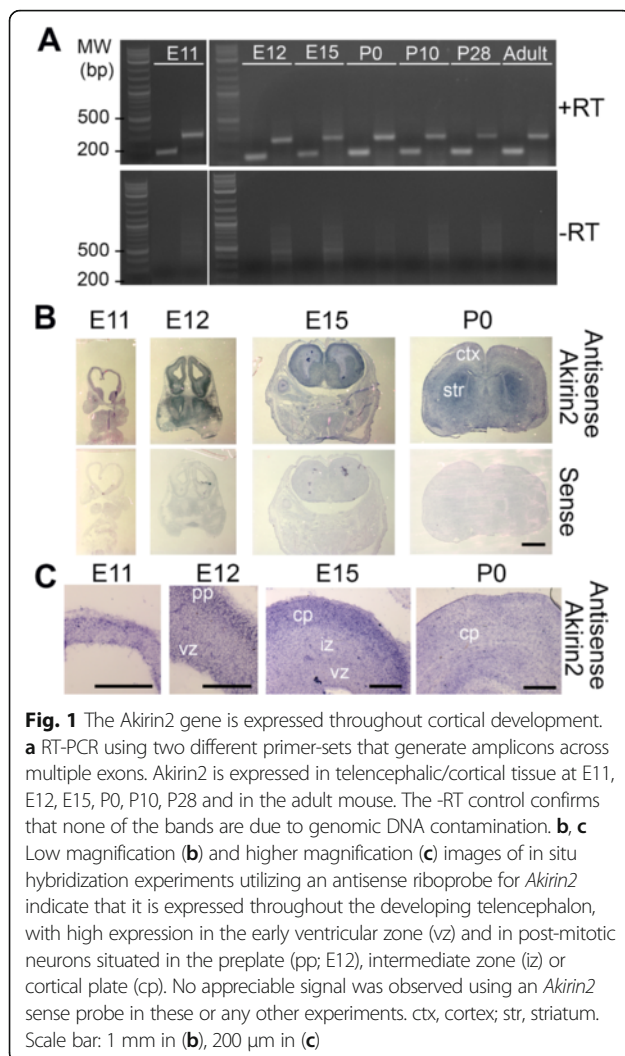 A
MW
(bp)
E11
E12 E15 P0 P10 P28 Adult
500
200
+RT
500
200
-RT
B
E11 E12 E15 P0
ctx
str
Antisense
Akirin2
Sense
C
E11 E12 E15 P0
pp
vz
cp
iz
vz
cp
Antisense
Akirin2
Fig. 1 The Akirin2 gene is expressed throughout cortical development.
a RT-PCR using two different primer-sets that generate amplicons across
multiple exons. Akirin2 is expressed in telencephalic/cortical tissue at E11,
E12, E15, P0, P10, P28 and in the adult mouse. The -RT control confirms
that none of the bands are due to genomic DNA contamination. b, c
Low magnification (b) and higher magnification (c) images of in situ
hybridization experiments utilizing an antisense riboprobe for Akirin2
indicate that it is expressed throughout the developing telencephalon,
with high expression in the early ventricular zone (vz) and in post-mitotic
neurons situated in the preplate (pp; E12), intermediate zone (iz) or
cortical plate (cp). No appreciable signal was observed using an Akirin2
sense probe in these or any other experiments. ctx, cortex; str, striatum.
Scale bar: 1 mm in (b), 200 μm in (c)